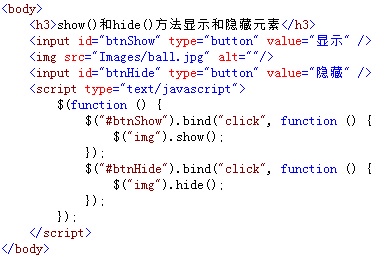 <body>
<h3>show()和hide()方法显示和隐藏元素</h3>
<input id="btnShow" type="button" value="显示" />
<img src="Images/ball.jpg" alt=""/>
<input id="btnHide" type="button" value="隐藏" />
<script type="text/javascript">
$(function () {
$("#btnShow").bind("click", function () {
$("img").show();
});
$("#btnHide").bind("click", function () {
$("img").hide();
});
});
</script>
</body>